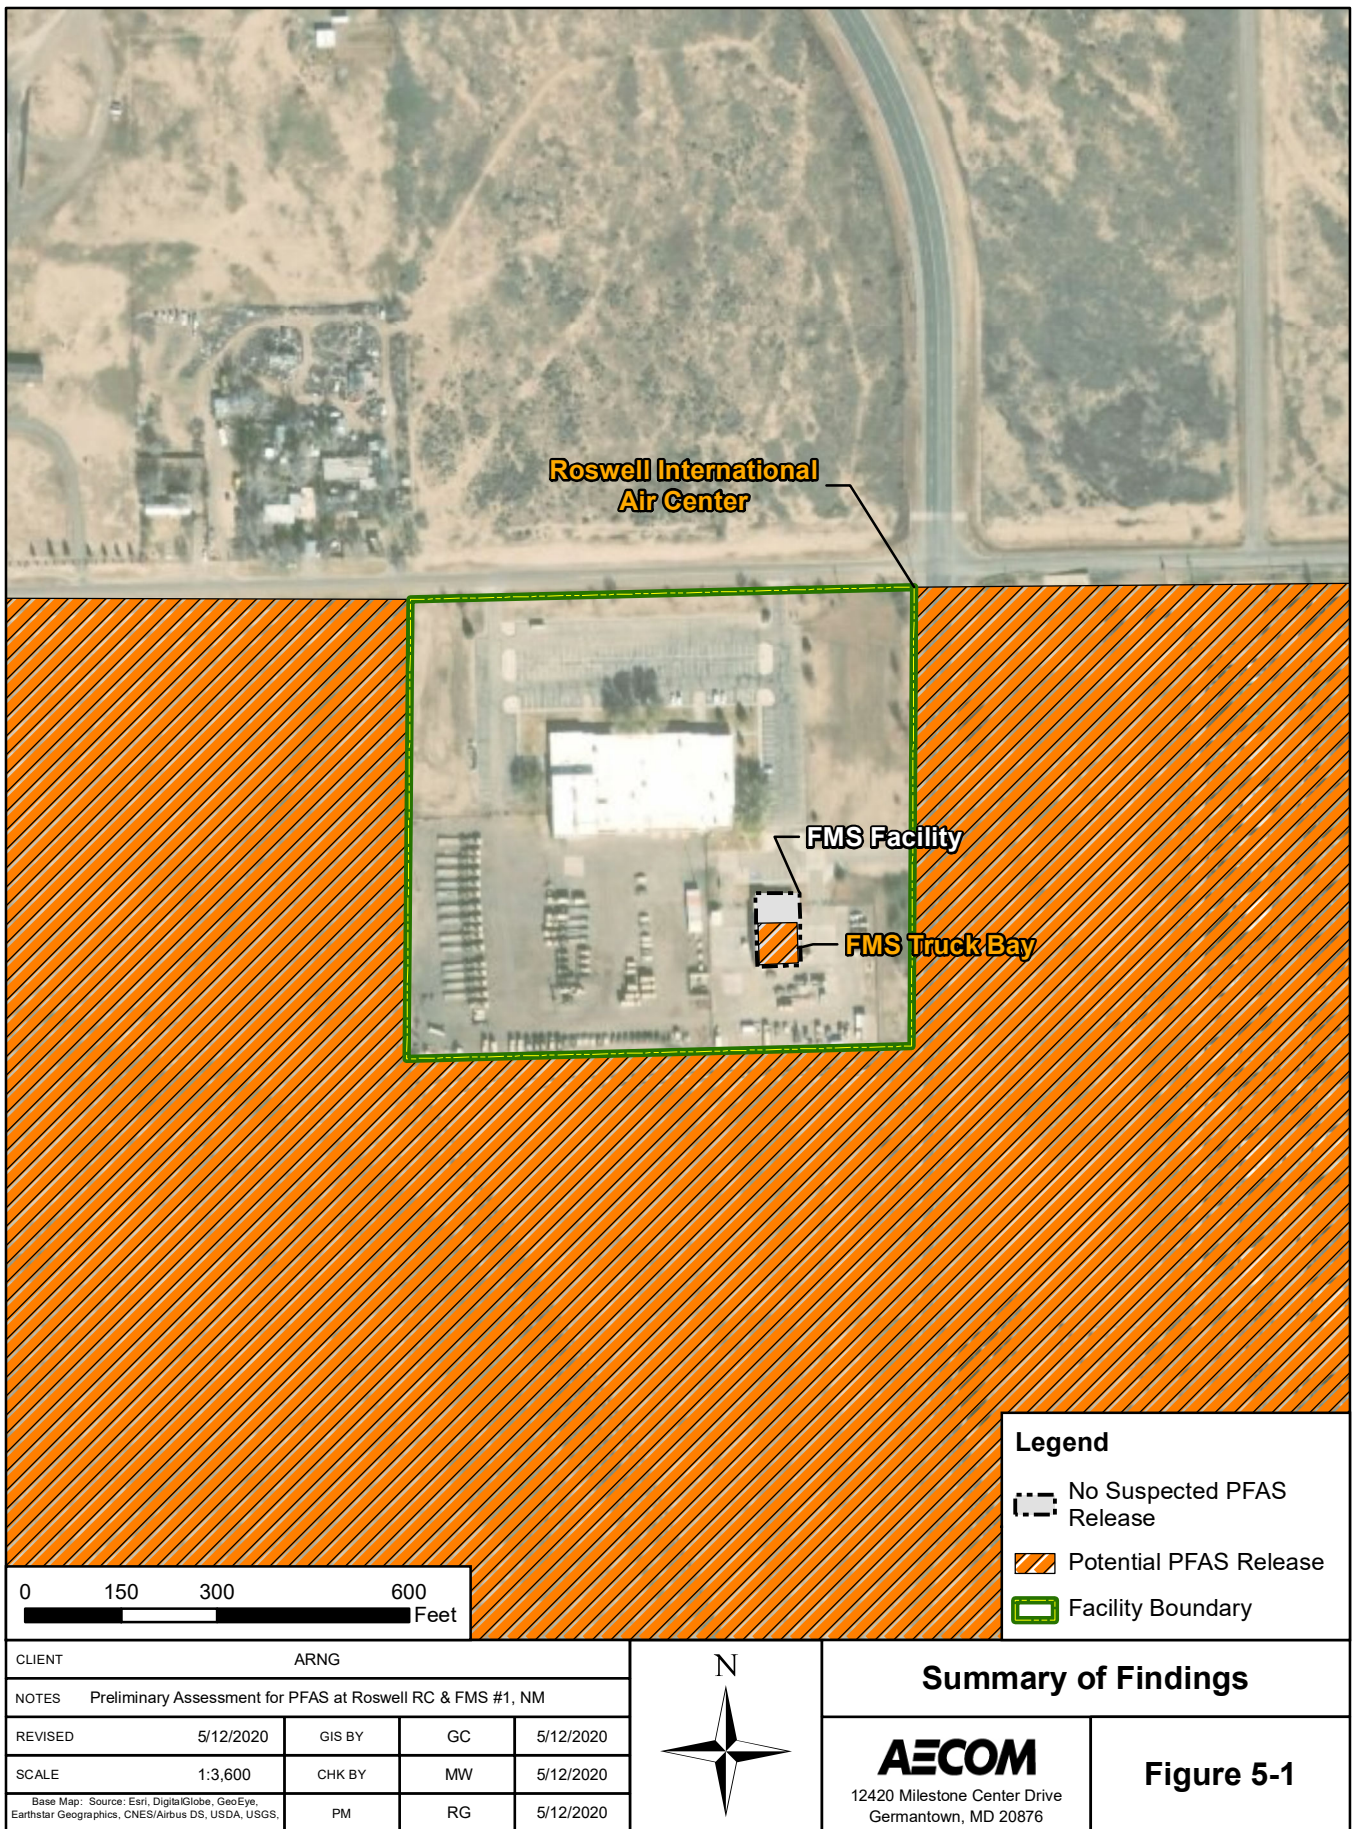 Roswell International
Air Center
FMS Facility
FMS Truck Bay
Legend
No Suspected PFAS
Release
Potential PFAS Release
Facility Boundary
0 150 300 600
Feet
CLIENT ARNG
NOTES Preliminary Assessment for PFAS at Roswell RC & FMS #1, NM
REVISED 5/12/2020 GIS BY GC 5/12/2020
SCALE 1:3,600 CHK BY MW 5/12/2020
Base Map: Source: Esri, DigitalGlobe, GeoEye,
Earthstar Geographics, CNES/Airbus DS, USDA, USGS,
PM RG 5/12/2020
N
Summary of Findings
AECOM
12420 Milestone Center Drive
Germantown, MD 20876
Figure 5-1